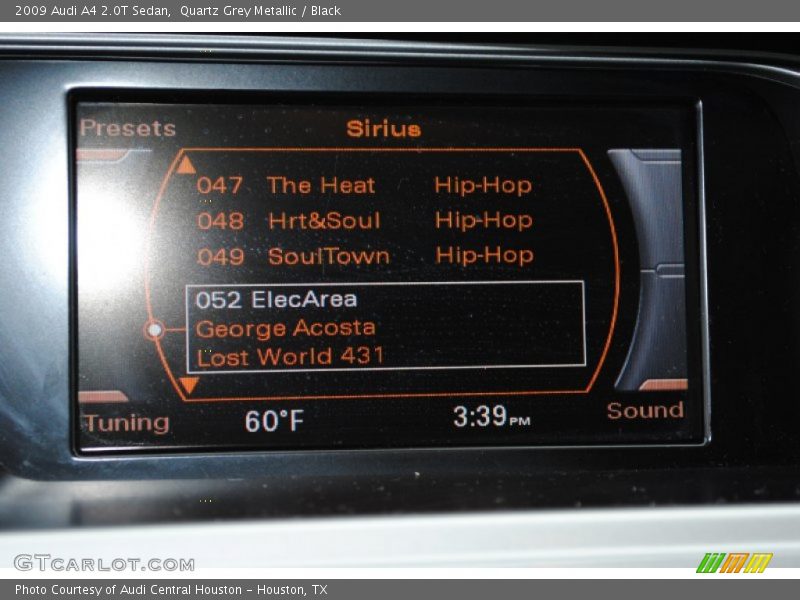 2009 Audi A4 2.0T Sedan,  Quartz Grey Metallic / Black
Presets
Sirius
047 The Heat Hip-Hop
048 Hrt&Soul Hip-Hop
049 SoulTown Hip-Hop
052 ElecArea
George Acosta
Lost World 431
Tuning
60°F
3:39PM
Sound
GTCARLOT.COM
Photo Courtesy of Audi Central Houston - Houston, TX